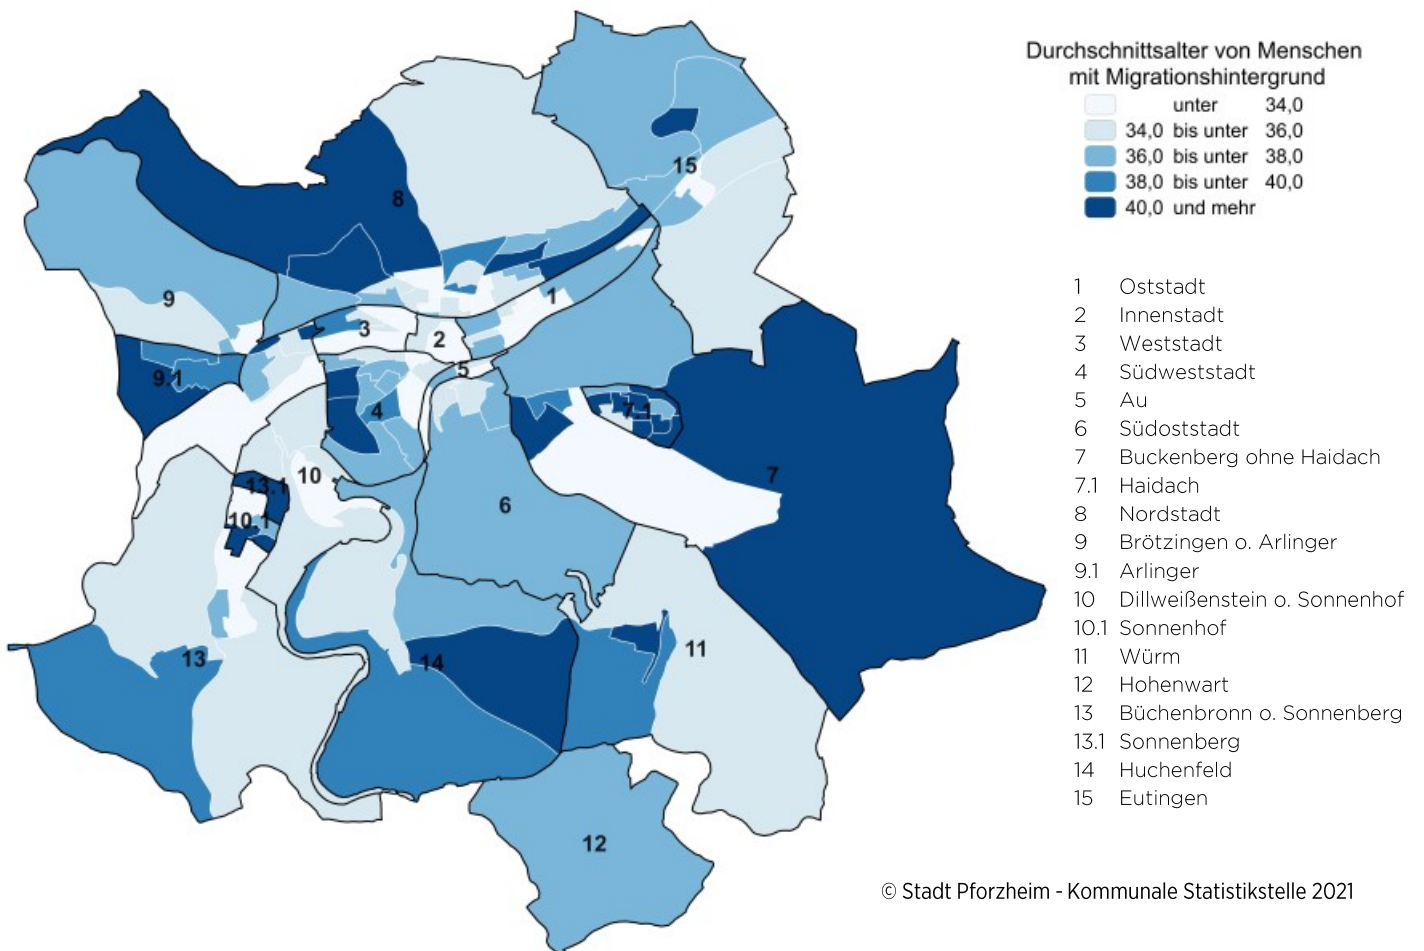 Durchschnittsalter von Menschen
mit Migrationshintergrund
unter 34,0
34,0 bis unter 36,0
36,0 bis unter 38,0
38,0 bis unter 40,0
40,0 und mehr
15
8
9
1
3
2
9.1
5
4
7.1
7
10
13.1
6
10.1
13
14
11
12
1 Oststadt
2 Innenstadt
3 Weststadt
4 Südweststadt
5 Au
6 Südoststadt
7 Buckenberg ohne Haidach
7.1 Haidach
8 Nordstadt
9 Brötzingen o. Arlinger
9.1 Arlinger
10 Dillweißenstein o. Sonnenhof
10.1 Sonnenhof
11 Würm
12 Hohenwart
13 Büchenbronn o. Sonnenberg
13.1 Sonnenberg
14 Huchenfeld
15 Eutingen
© Stadt Pforzheim - Kommunale Statistikstelle 2021